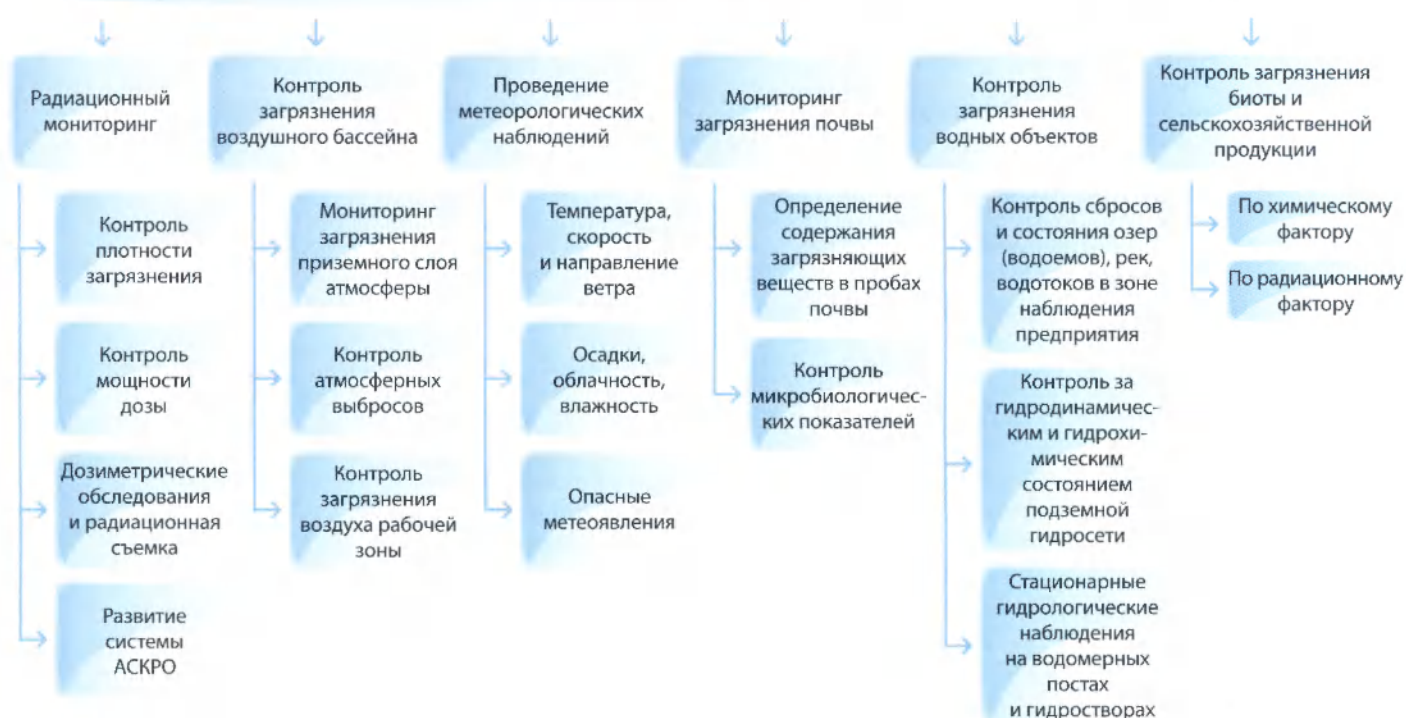 Радиационный
мониторинг
Контроль
плотности
загрязнения
Контроль
мощности
дозы
Дозиметрические
обследования
и радиационная
съемка
Развитие
системы
АСКРО
Контроль
загрязнения
воздушного бассейна
Мониторинг
загрязнения
приземного слоя
атмосферы
Контроль
атмосферных
выбросов
Контроль
загрязнения
воздуха рабочей
зоны
Проведение
метеорологических
наблюдений
Температура,
скорость
и направление
ветра
Осадки,
облачность,
влажность
Опасные
метеоявления
Мониторинг
загрязнения почвы
Определение
содержания
загрязняющих
веществ в пробах
почвы
Контроль
микробиологичес-
ких показателей
Контроль
загрязнения
водных объектов
Контроль сбросов
и состояния озер
(водоемов), рек,
водотоков в зоне
наблюдения
предприятия
Контроль за
гидродинамичес-
ким и гидрохи-
мическим
состоянием
подземной
гидросети
Стационарные
гидрологические
наблюдения
на водомерных
постах
и гидростворах
Контроль загрязнения
биоты и
сельскохозяйственной
продукции
По химическому
фактору
По радиационному
фактору